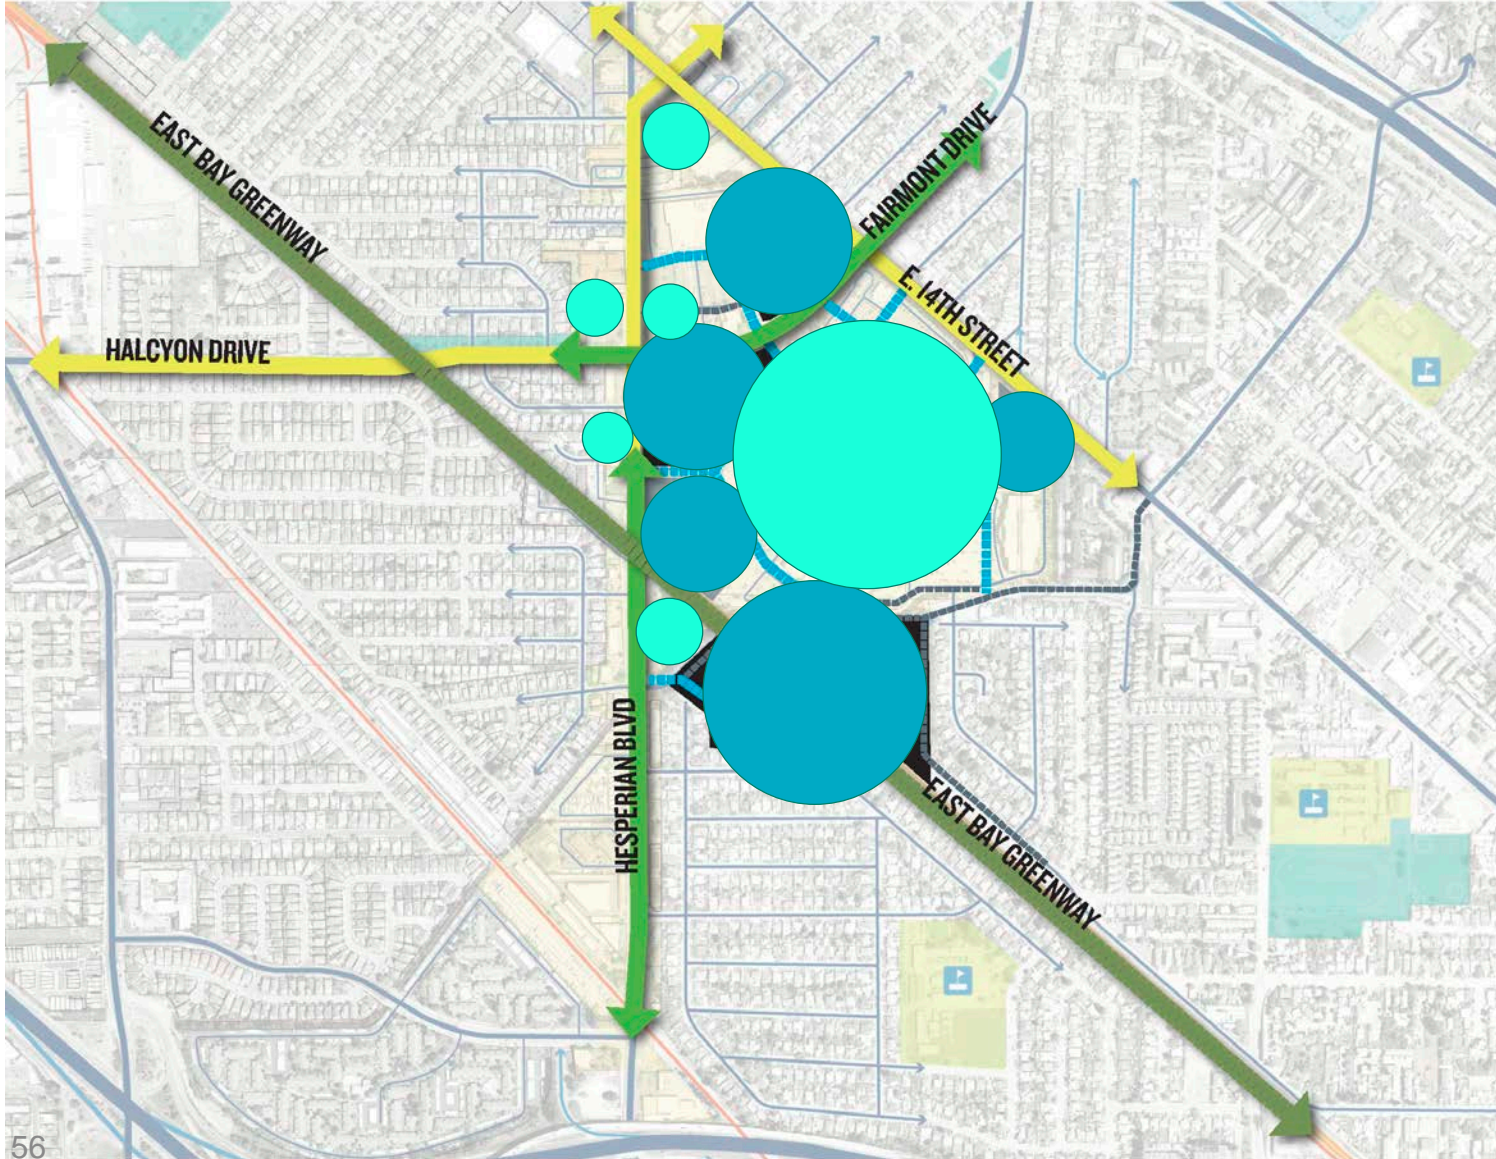 EAST BAY GREENWAY
FAIRMONT DRIVE
E. 14TH STREET
HALCYON DRIVE
HESPERIAN BLVD
EAST BAY GREENWAY
56